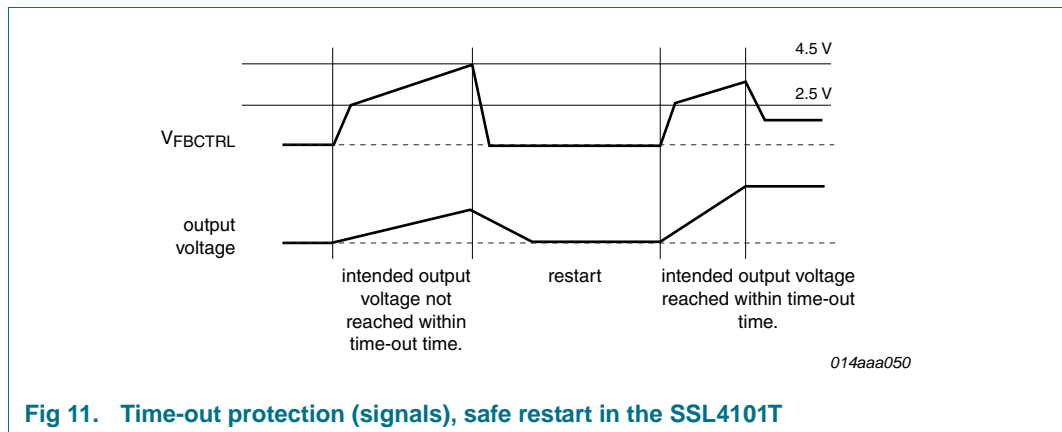 4.5 V
2.5 V
VFBCTRL
output
voltage
intended output
voltage not
reached within
time-out time.
restart
intended output voltage
reached within time-out
time.
014aaa050
Fig 11. Time-out protection (signals), safe restart in the SSL4101T